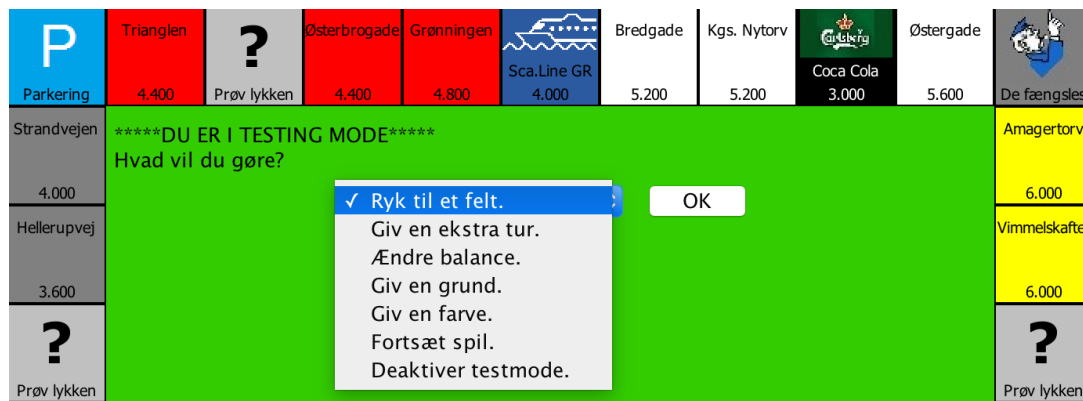 P
Parkering
Trianglen
4.400
?
Prøv lykken
Østerbrogade
4.400
Grønningen
4.800
Sca.Line GR
4.000
Bredgade
5.200
Kgs. Nytorv
5.200
Carlsberg
Coca Cola
3.000
Østergade
5.600
De fængsles
Strandvejen
4.000
Hellerupvej
3.600
?
Prøv lykken
*****DU ER I TESTING MODE*****
Hvad vil du gøre?
✓ Ryk til et felt.
Giv en ekstra tur.
Ændre balance.
Giv en grund.
Giv en farve.
Fortsæt spil.
Deaktiver testmode.
OK
Amagertorv
6.000
Vimmelskafte
6.000
?
Prøv lykken